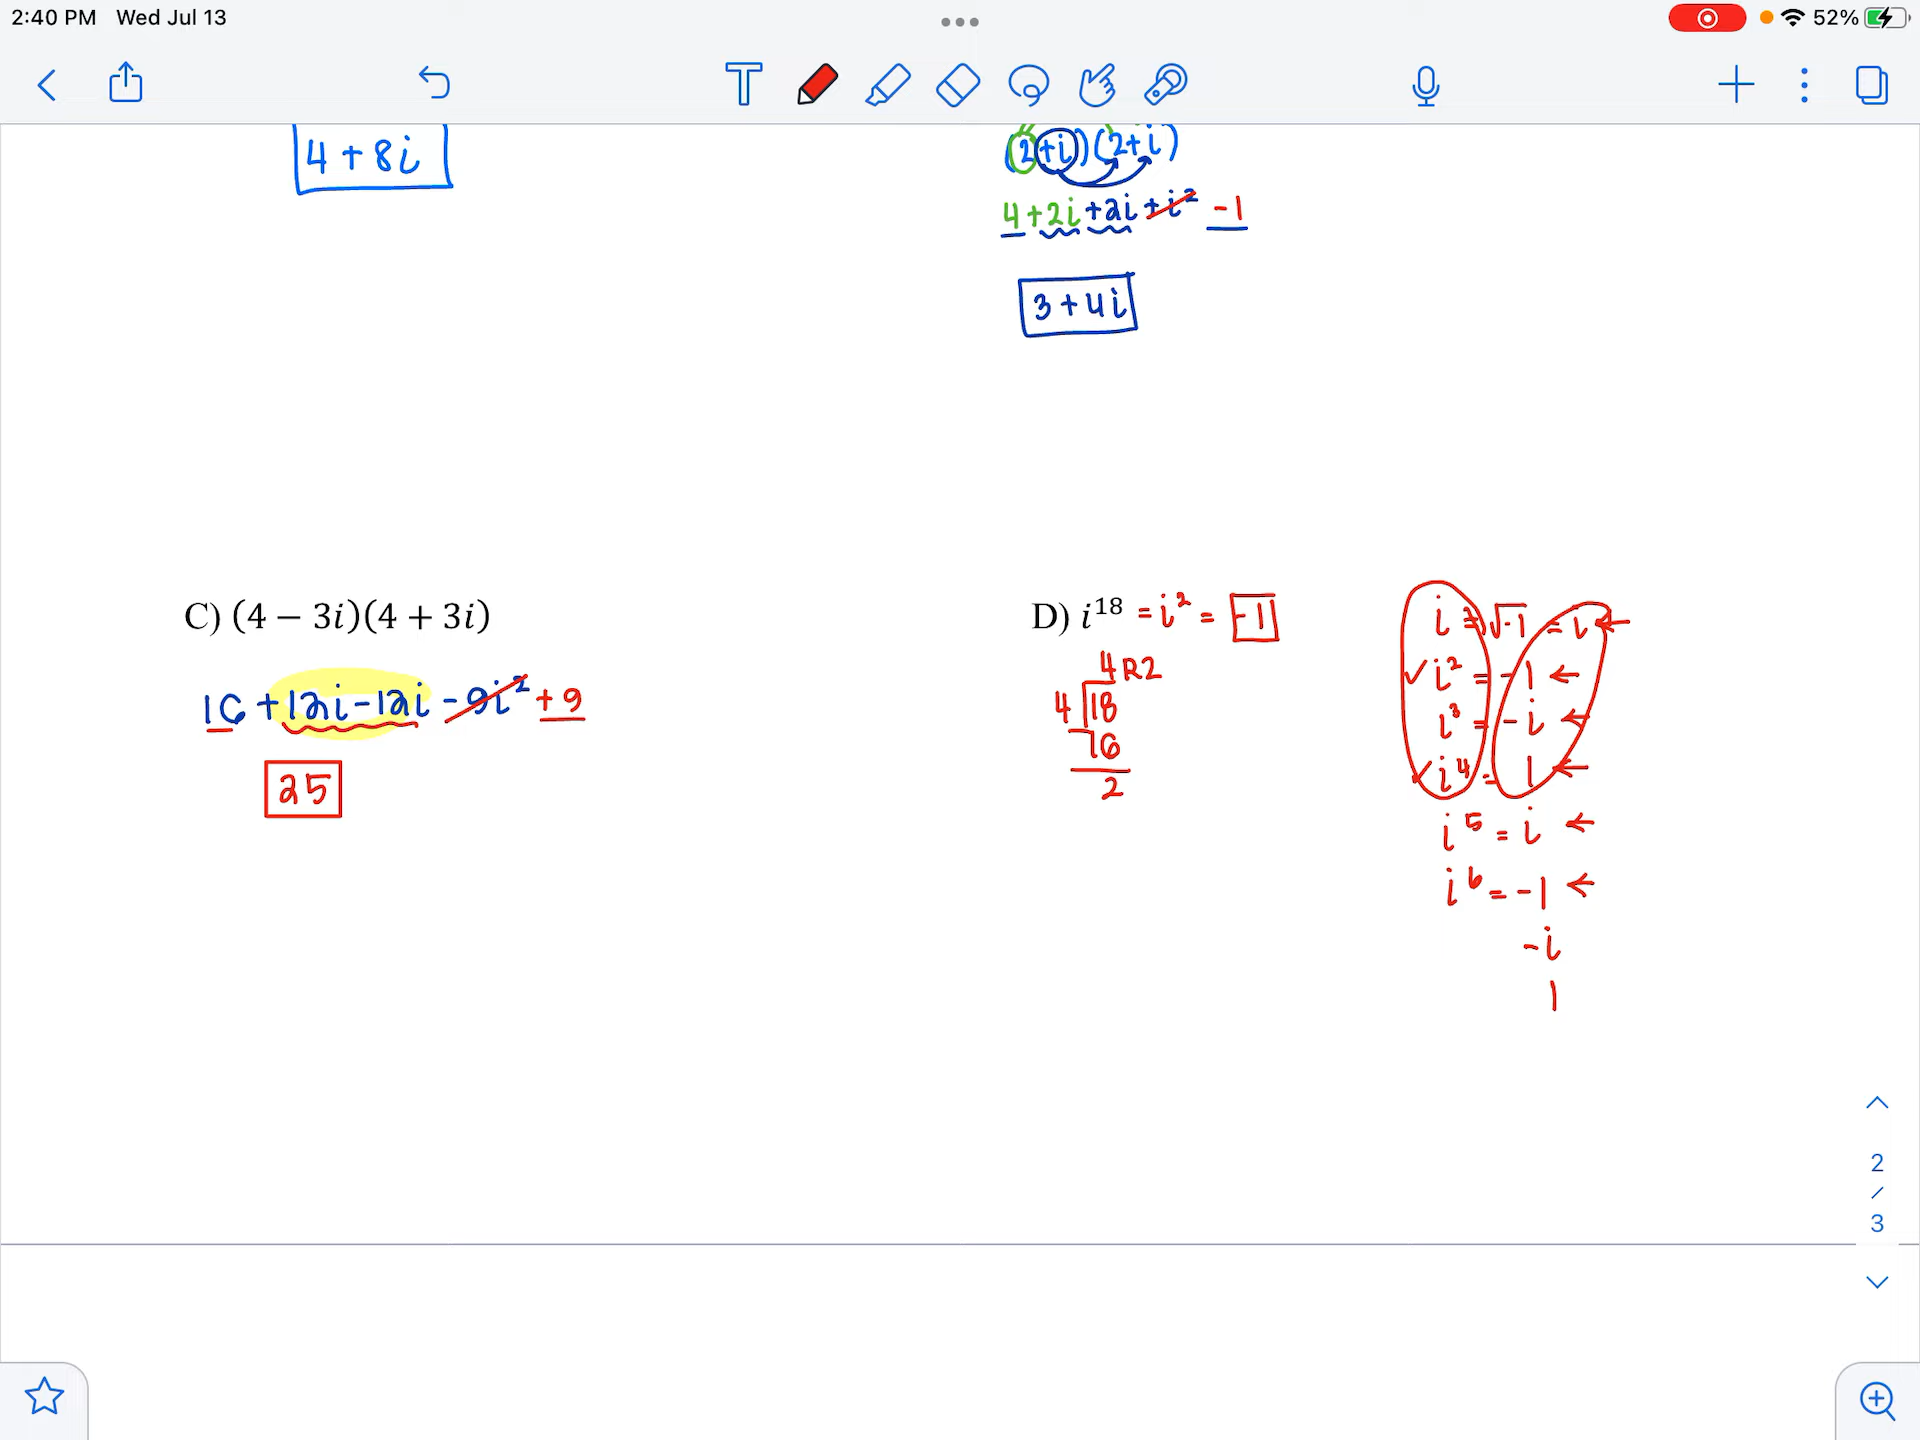 2:40 PM Wed Jul 13
52%
4 + 8i
(2+i)(2+i)
4+2i+2i+i² -1
3+4i
C) (4 − 3i)(4 + 3i)
16 +12i-12i-9i² +9
25
D) i¹⁸ = i² = -1
4 R2
4 18
16
2
i = √-1 = i ←
✓ i² = -1 ←
i³ = -i ←
✓ i⁴ = 1 ←
i⁵ = i ←
i⁶ = -1 ←
-i
1
2
/
3